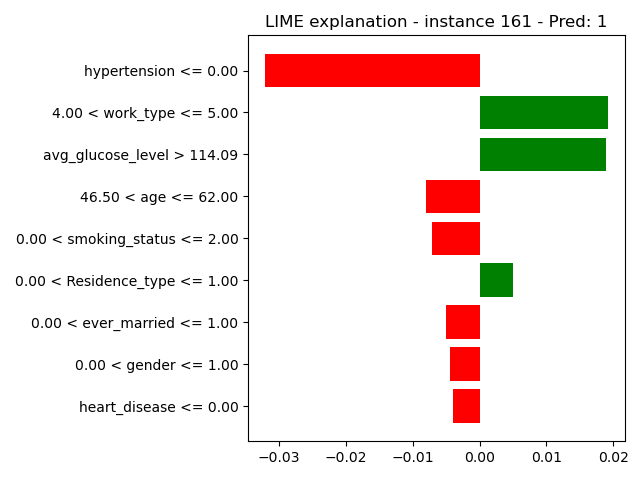 LIME explanation - instance 161 - Pred: 1
hypertension <= 0.00
4.00 < work_type <= 5.00
avg_glucose_level > 114.09
46.50 < age <= 62.00
0.00 < smoking_status <= 2.00
0.00 < Residence_type <= 1.00
0.00 < ever_married <= 1.00
0.00 < gender <= 1.00
heart_disease <= 0.00
−0.03 −0.02 −0.01 0.00 0.01 0.02